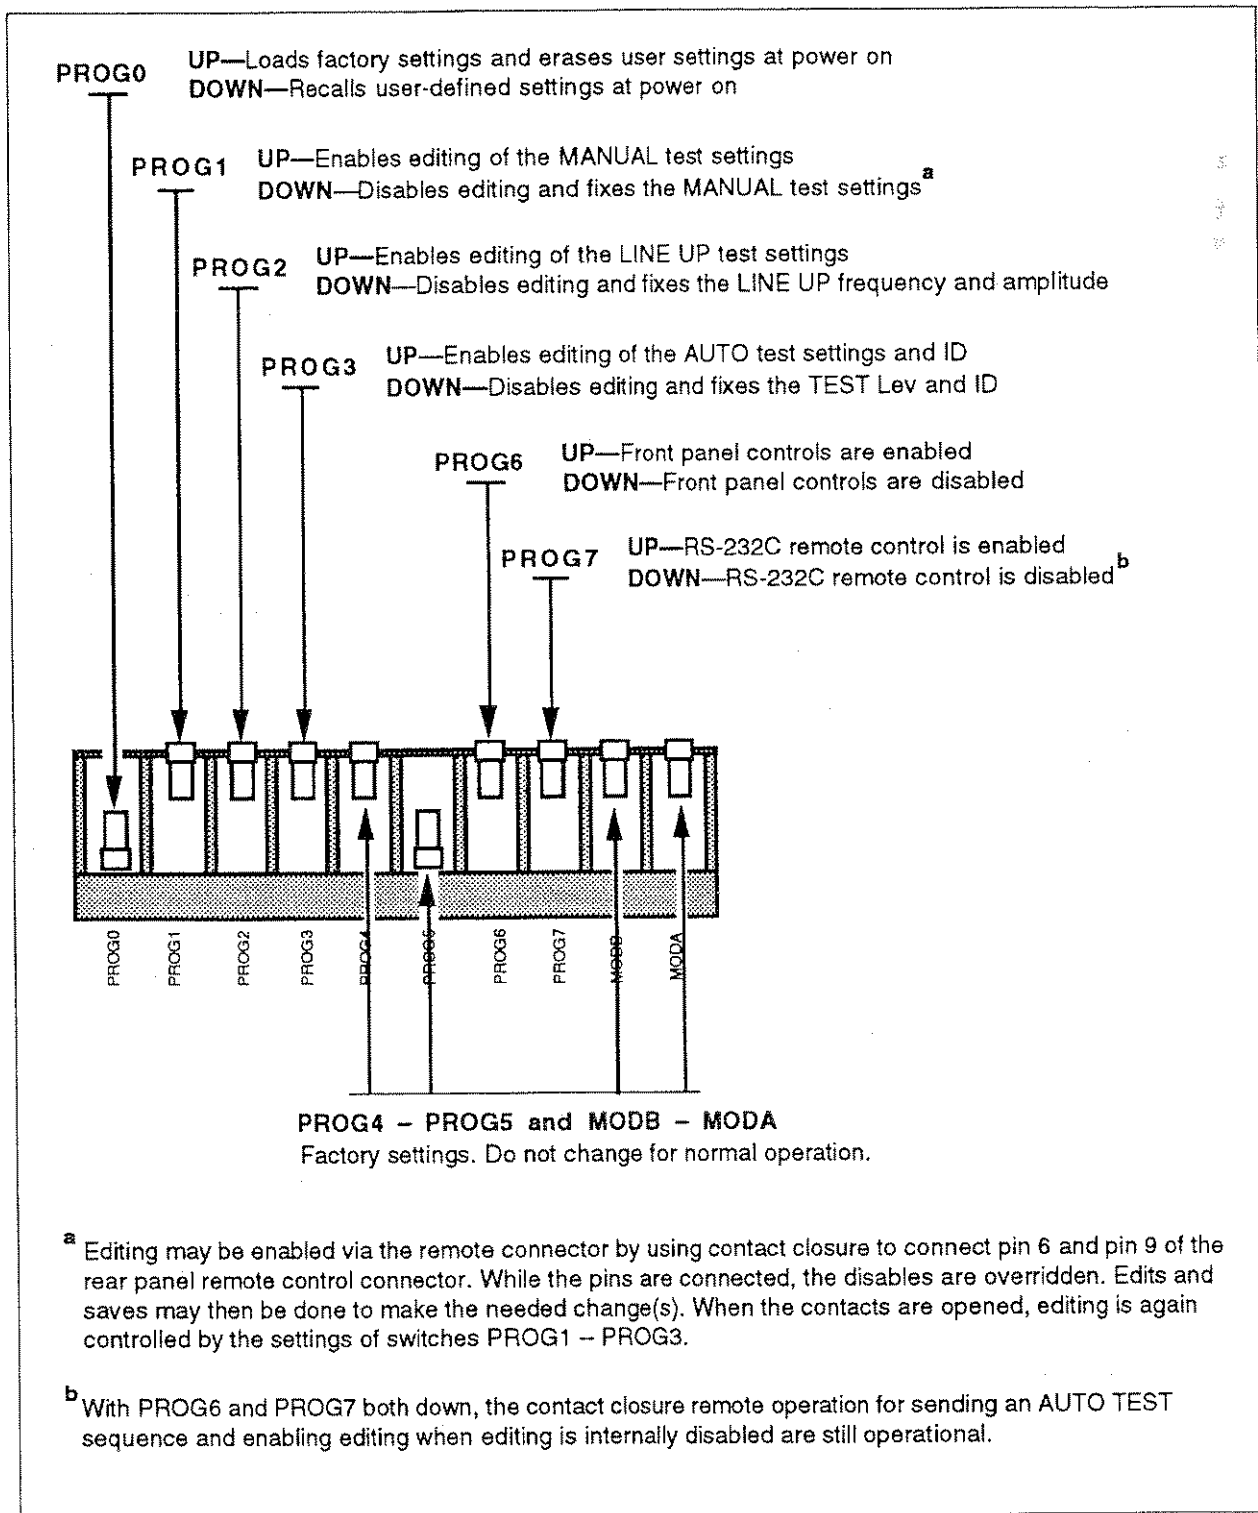 PROG0 UP—Loads factory settings and erases user settings at power on
DOWN—Recalls user-defined settings at power on
PROG1 UP—Enables editing of the MANUAL test settings
DOWN—Disables editing and fixes the MANUAL test settings a
PROG2 UP—Enables editing of the LINE UP test settings
DOWN—Disables editing and fixes the LINE UP frequency and amplitude
PROG3 UP—Enables editing of the AUTO test settings and ID
DOWN—Disables editing and fixes the TEST Lev and ID
PROG6 UP—Front panel controls are enabled
DOWN—Front panel controls are disabled
PROG7 UP—RS-232C remote control is enabled
DOWN—RS-232C remote control is disabled b
PROG0 PROG1 PROG2 PROG3 PROG4 PROG5 PROG6 PROG7 MODB MODA
PROG4 – PROG5 and MODB – MODA
Factory settings. Do not change for normal operation.
a Editing may be enabled via the remote connector by using contact closure to connect pin 6 and pin 9 of the
rear panel remote control connector. While the pins are connected, the disables are overridden. Edits and
saves may then be done to make the needed change(s). When the contacts are opened, editing is again
controlled by the settings of switches PROG1 – PROG3.
b With PROG6 and PROG7 both down, the contact closure remote operation for sending an AUTO TEST
sequence and enabling editing when editing is internally disabled are still operational.